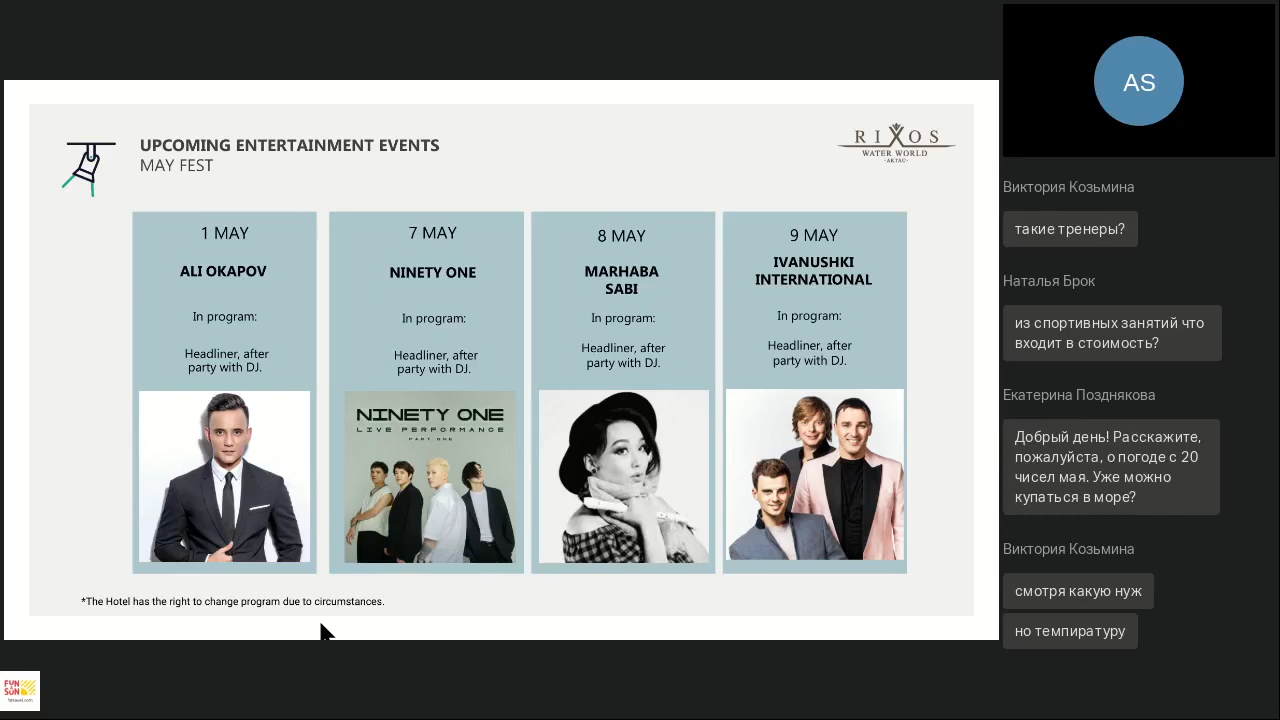 UPCOMING ENTERTAINMENT EVENTS
MAY FEST
RIXOS
WATER WORLD
·AKTAU·
1 MAY
ALI OKAPOV
In program:
Headliner, after
party with DJ.
7 MAY
NINETY ONE
In program:
Headliner, after
party with DJ.
NINETY ONE
LIVE PERFORMANCE
PART ONE
8 MAY
MARHABA
SABI
In program:
Headliner, after
party with DJ.
9 MAY
IVANUSHKI
INTERNATIONAL
In program:
Headliner, after
party with DJ.
*The Hotel has the right to change program due to circumstances.
FUN
SUN
fstravel.com
AS
Виктория Козьмина
такие тренеры?
Наталья Брок
из спортивных занятий что
входит в стоимость?
Екатерина Позднякова
Добрый день! Расскажите,
пожалуйста, о погоде с 20
чисел мая. Уже можно
купаться в море?
Виктория Козьмина
смотря какую нуж
но темпиратуру